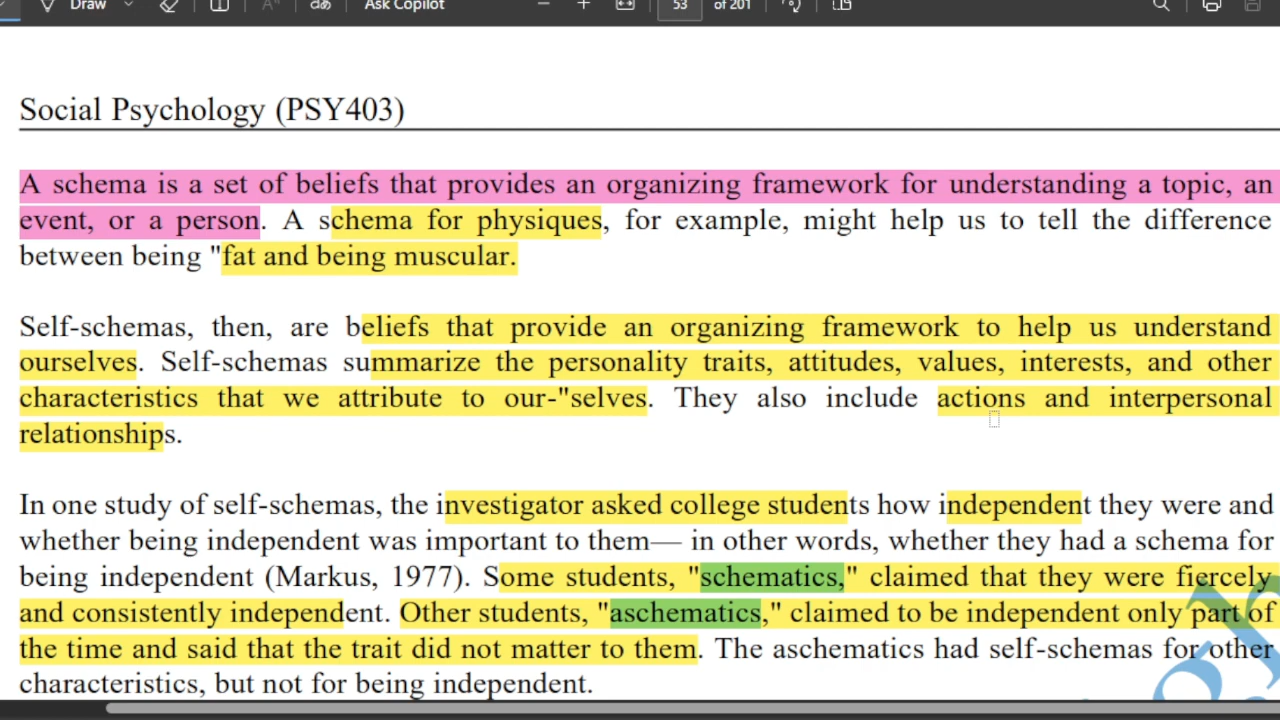 Draw
Ask Copilot
53 of 201
Social Psychology (PSY403)
A schema is a set of beliefs that provides an organizing framework for understanding a topic, an
event, or a person. A schema for physiques, for example, might help us to tell the difference
between being "fat and being muscular.
Self-schemas, then, are beliefs that provide an organizing framework to help us understand
ourselves. Self-schemas summarize the personality traits, attitudes, values, interests, and other
characteristics that we attribute to our-"selves. They also include actions and interpersonal
relationships.
In one study of self-schemas, the investigator asked college students how independent they were and
whether being independent was important to them— in other words, whether they had a schema for
being independent (Markus, 1977). Some students, "schematics," claimed that they were fiercely
and consistently independent. Other students, "aschematics," claimed to be independent only part of
the time and said that the trait did not matter to them. The aschematics had self-schemas for other
characteristics, but not for being independent.